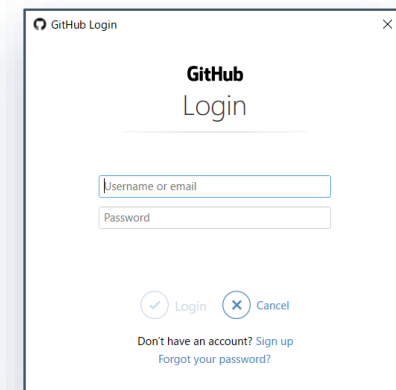 GitHub Login
GitHub
Login
Username or email
Password
Login Cancel
Don't have an account? Sign up
Forgot your password?